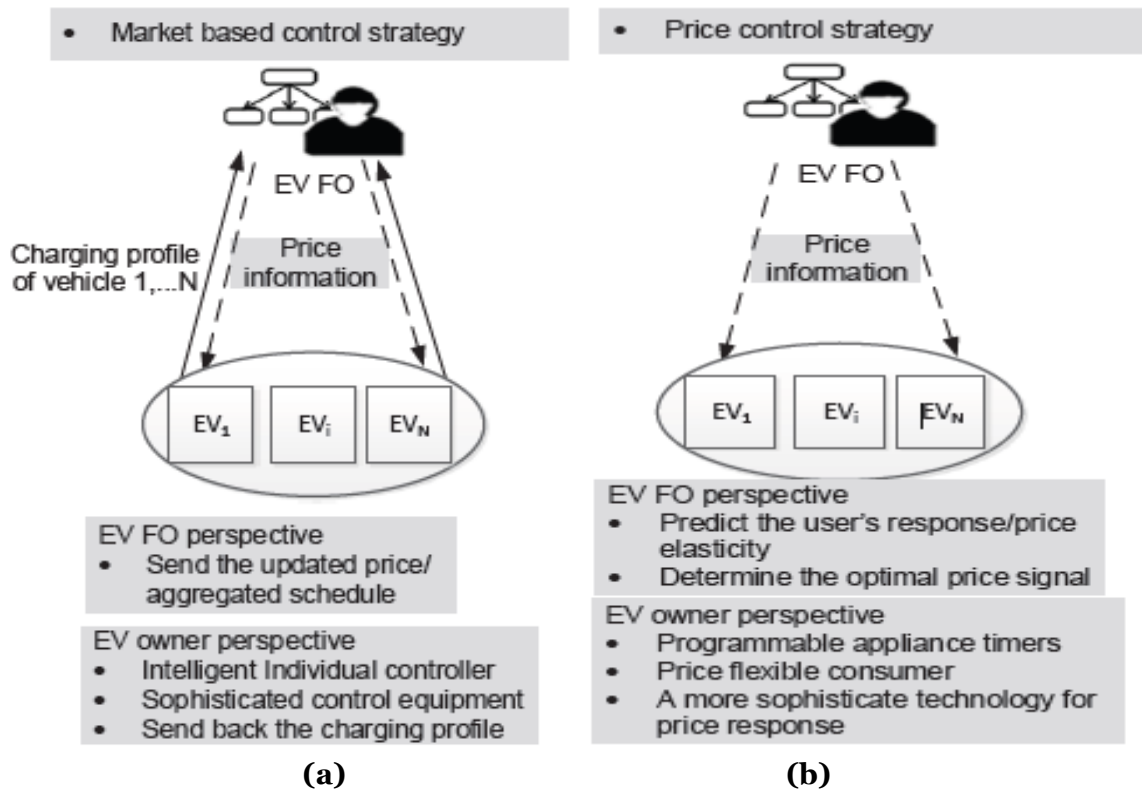 • Market based control strategy
EV FO
Charging profile
of vehicle 1,...N
Price
information
EV₁
EVᵢ
EV_N
EV FO perspective
• Send the updated price/
aggregated schedule
EV owner perspective
• Intelligent Individual controller
• Sophisticated control equipment
• Send back the charging profile
(a)
• Price control strategy
EV FO
Price
information
EV₁
EVᵢ
EV_N
EV FO perspective
• Predict the user's response/price
elasticity
• Determine the optimal price signal
EV owner perspective
• Programmable appliance timers
• Price flexible consumer
• A more sophisticate technology for
price response
(b)